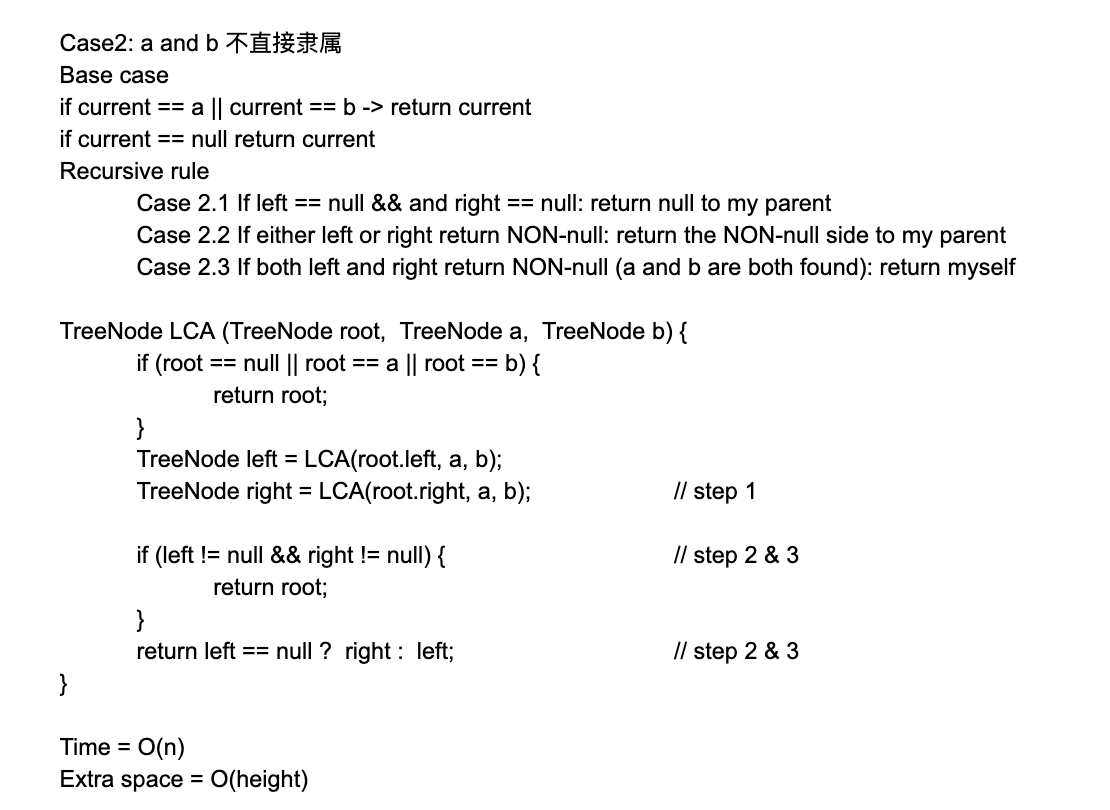 Case2: a and b 不直接隶属
Base case
if current == a || current == b -> return current
if current == null return current
Recursive rule
Case 2.1 If left == null && and right == null: return null to my parent
Case 2.2 If either left or right return NON-null: return the NON-null side to my parent
Case 2.3 If both left and right return NON-null (a and b are both found): return myself
TreeNode LCA (TreeNode root,  TreeNode a,  TreeNode b) {
if (root == null || root == a || root == b) {
return root;
}
TreeNode left = LCA(root.left, a, b);
TreeNode right = LCA(root.right, a, b); // step 1
if (left != null && right != null) { // step 2 & 3
return root;
}
return left == null ?  right :  left; // step 2 & 3
}
Time = O(n)
Extra space = O(height)